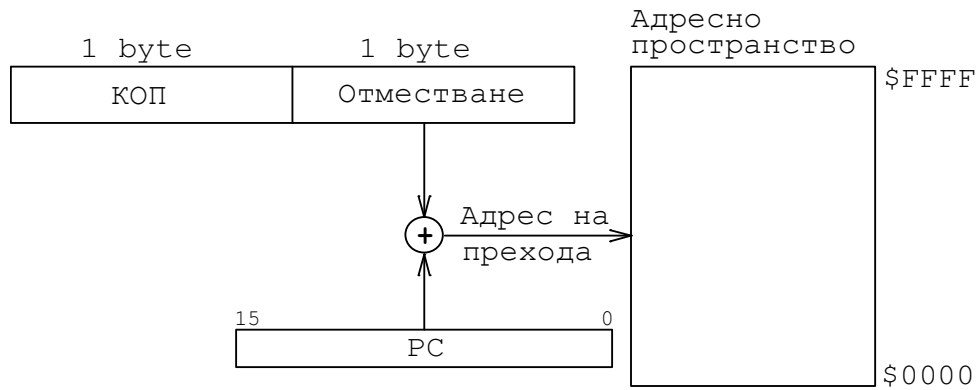 Адресно
пространство
1 byte
1 byte
КОП
Отместване
$FFFF
Адрес на
прехода
15
0
PC
$0000